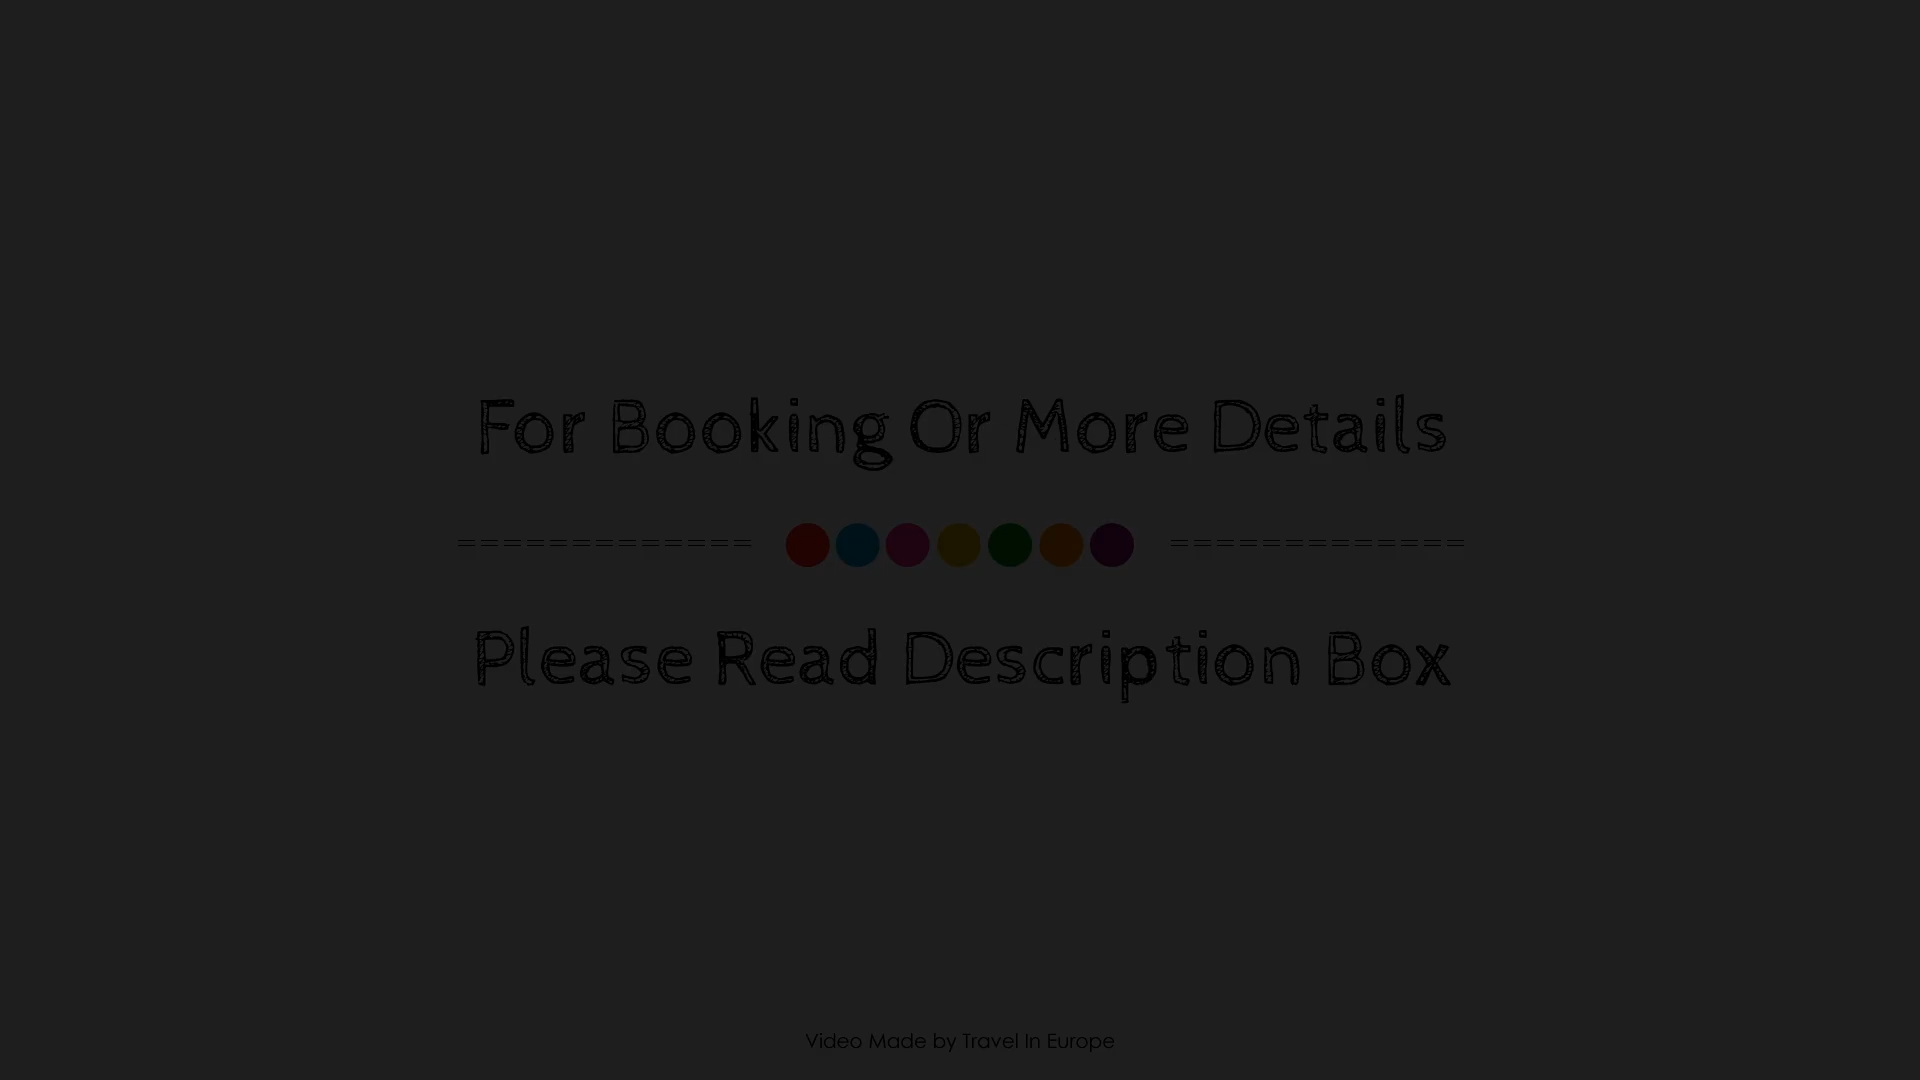 For Booking Or More Details
============= =============
Please Read Description Box
Video Made by Travel In Europe